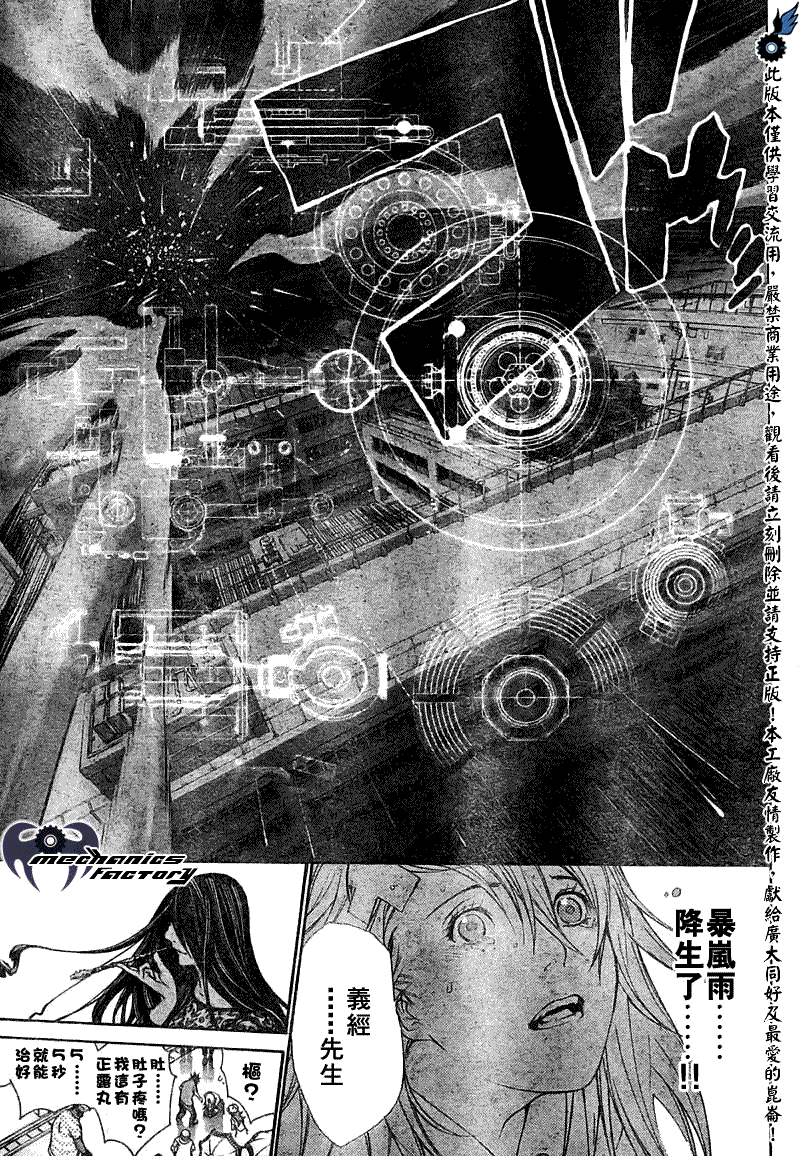 此版本僅供學習交流用，嚴禁商業用途，觀看後請立刻刪除並請支持正版！本工廠友情製作，獻給廣大同好及最愛的崑崙！
mechanics
factory
暴嵐雨……
降生了……!!
義經
……先生
樞？
肚……
肚子疼嗎？
我這有
正露丸
5……
5秒
就能
治好